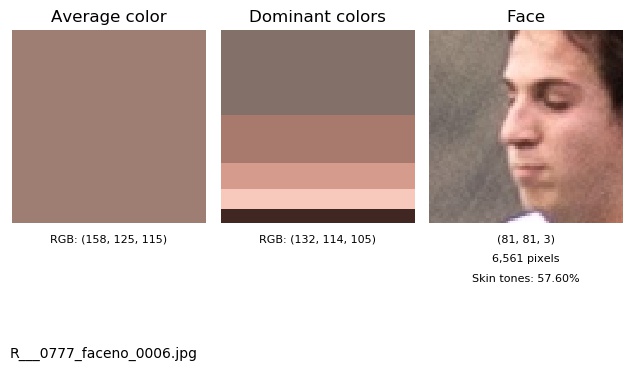 Average color
Dominant colors
Face
RGB: (158, 125, 115)
RGB: (132, 114, 105)
(81, 81, 3)
6,561 pixels
Skin tones: 57.60%
R___0777_faceno_0006.jpg